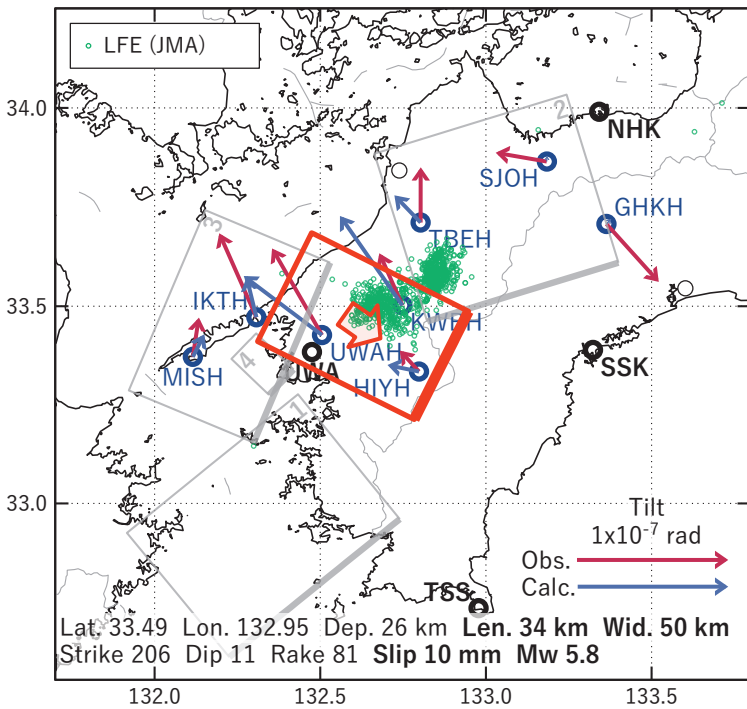 LFE (JMA)
34.0
33.5
33.0
132.0
132.5
133.0
133.5
NHK
2
SJOH
GHKH
TBEH
3
IKTH
KWBH
UWAH
SSK
MISH
4
UWA
HIYH
1
Tilt
1x10-7 rad
Obs.
Calc.
TSS
Lat. 33.49 Lon. 132.95 Dep. 26 km Len. 34 km Wid. 50 km
Strike 206 Dip 11 Rake 81 Slip 10 mm Mw 5.8